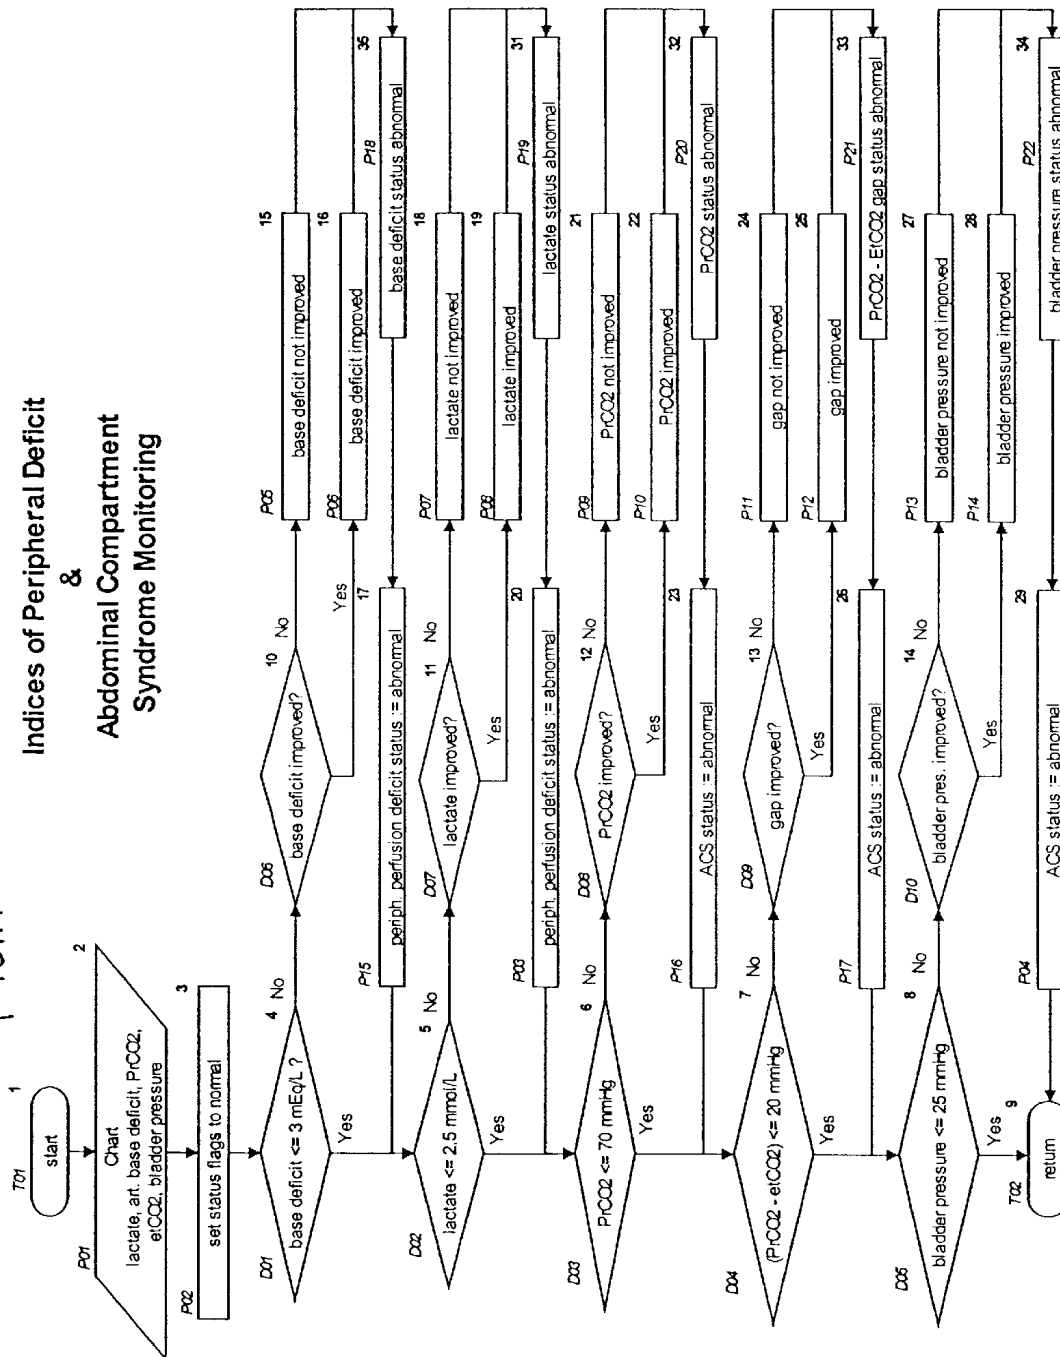 Indices of Peripheral Deficit
&
Abdominal Compartment
Syndrome Monitoring
T01
start
1
P01
Chart
lactate, art. base deficit, PrCO2,
etCO2, bladder pressure
2
P02
set status flags to normal
3
D01
base deficit <= 3 mEq/L ?
4
No
Yes
D06
base deficit improved?
10
No
Yes
P05
base deficit not improved
15
P06
base deficit improved
16
P18
base deficit status abnormal
35
P15
periph. perfusion deficit status := abnormal
17
D02
lactate <= 2.5 mmol/L
5
No
Yes
D07
lactate improved?
11
No
Yes
P07
lactate not improved
18
P08
lactate improved
19
P19
lactate status abnormal
31
P03
periph. perfusion deficit status := abnormal
20
D03
PrCO2 <= 70 mmHg
6
No
Yes
D08
PrCO2 improved?
12
No
Yes
P09
PrCO2 not improved
21
P10
PrCO2 improved
22
P20
PrCO2 status abnormal
32
P16
ACS status := abnormal
23
D04
(PrCO2 - etCO2) <= 20 mmHg
7
No
Yes
D09
gap improved?
13
No
Yes
P11
gap not improved
24
P12
gap improved
25
P21
PrCO2 - EtCO2 gap status abnormal
33
P17
ACS status := abnormal
26
D05
bladder pressure <= 25 mmHg
8
No
Yes
D10
bladder pres. improved?
14
No
Yes
P13
bladder pressure not improved
27
P14
bladder pressure improved
28
P22
bladder pressure status abnormal
34
P04
ACS status := abnormal
29
T02
return
9